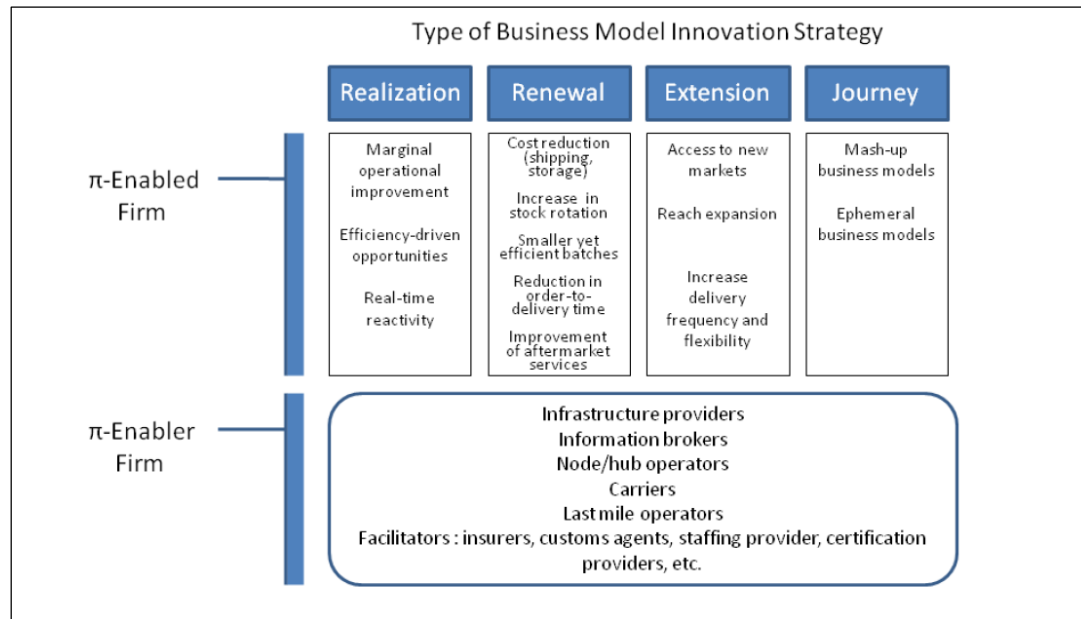 Type of Business Model Innovation Strategy
Realization
Renewal
Extension
Journey
π-Enabled
Firm
Marginal
operational
improvement
Efficiency-driven
opportunities
Real-time
reactivity
Cost reduction
(shipping,
storage)
Increase in
stock rotation
Smaller yet
efficient batches
Reduction in
order-to-
delivery time
Improvement
of aftermarket
services
Access to new
markets
Reach expansion
Increase
delivery
frequency and
flexibility
Mash-up
business models
Ephemeral
business models
π-Enabler
Firm
Infrastructure providers
Information brokers
Node/hub operators
Carriers
Last mile operators
Facilitators : insurers, customs agents, staffing provider, certification
providers, etc.